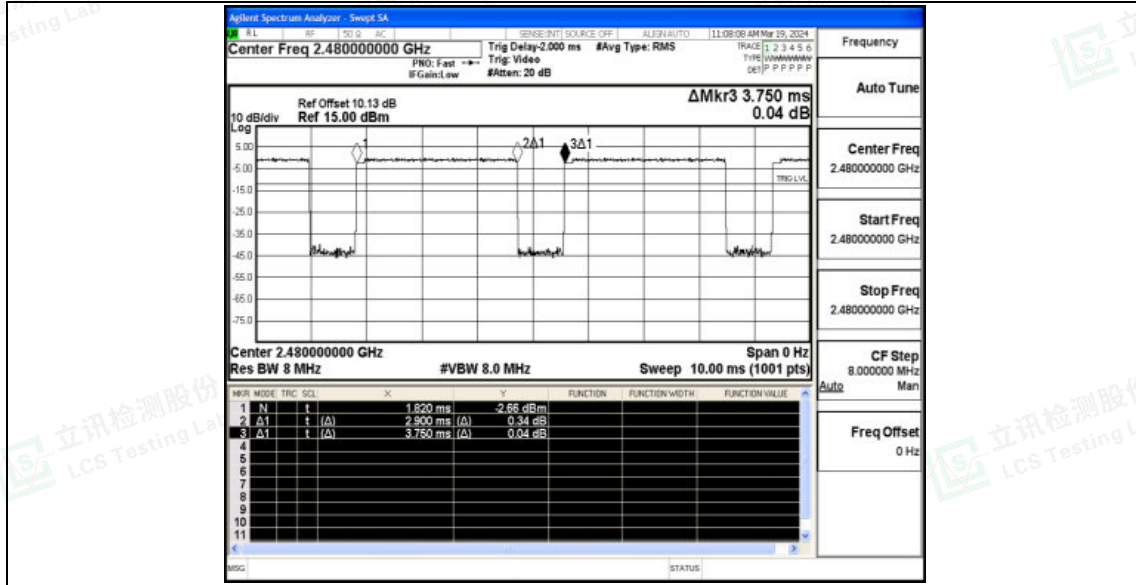 Agilent Spectrum Analyzer - Swept SA
RL RF 50 Ω AC SENSE:INT SOURCE OFF ALIGNAUTO 11:08:08 AM Mar 19, 2024
Center Freq 2.480000000 GHz
Trig Delay-2.000 ms #Avg Type: RMS
TRACE 1 2 3 4 5 6
PNO: Fast Trig: Video
TYPE WWWWWW
IFGain:Low #Atten: 20 dB
DET P P P P P P
ΔMkr3 3.750 ms
0.04 dB
Ref Offset 10.13 dB
10 dB/div Ref 15.00 dBm
Log
5.00
-5.00
-15.0
-25.0
-35.0
-45.0
-55.0
-65.0
-75.0
1
2Δ1
3Δ1
TRIG LVL
Center 2.480000000 GHz Span 0 Hz
Res BW 8 MHz #VBW 8.0 MHz Sweep 10.00 ms (1001 pts)
MKR MODE TRC SCL X Y FUNCTION FUNCTION WIDTH FUNCTION VALUE
1 N t 1.820 ms -2.66 dBm
2 Δ1 t (Δ) 2.900 ms (Δ) 0.34 dB
3 Δ1 t (Δ) 3.750 ms (Δ) 0.04 dB
4
5
6
7
8
9
10
11
MSG STATUS
Frequency
Auto Tune
Center Freq
2.480000000 GHz
Start Freq
2.480000000 GHz
Stop Freq
2.480000000 GHz
CF Step
8.000000 MHz
Auto Man
Freq Offset
0 Hz
立讯检测股份
LCS Testing Lab